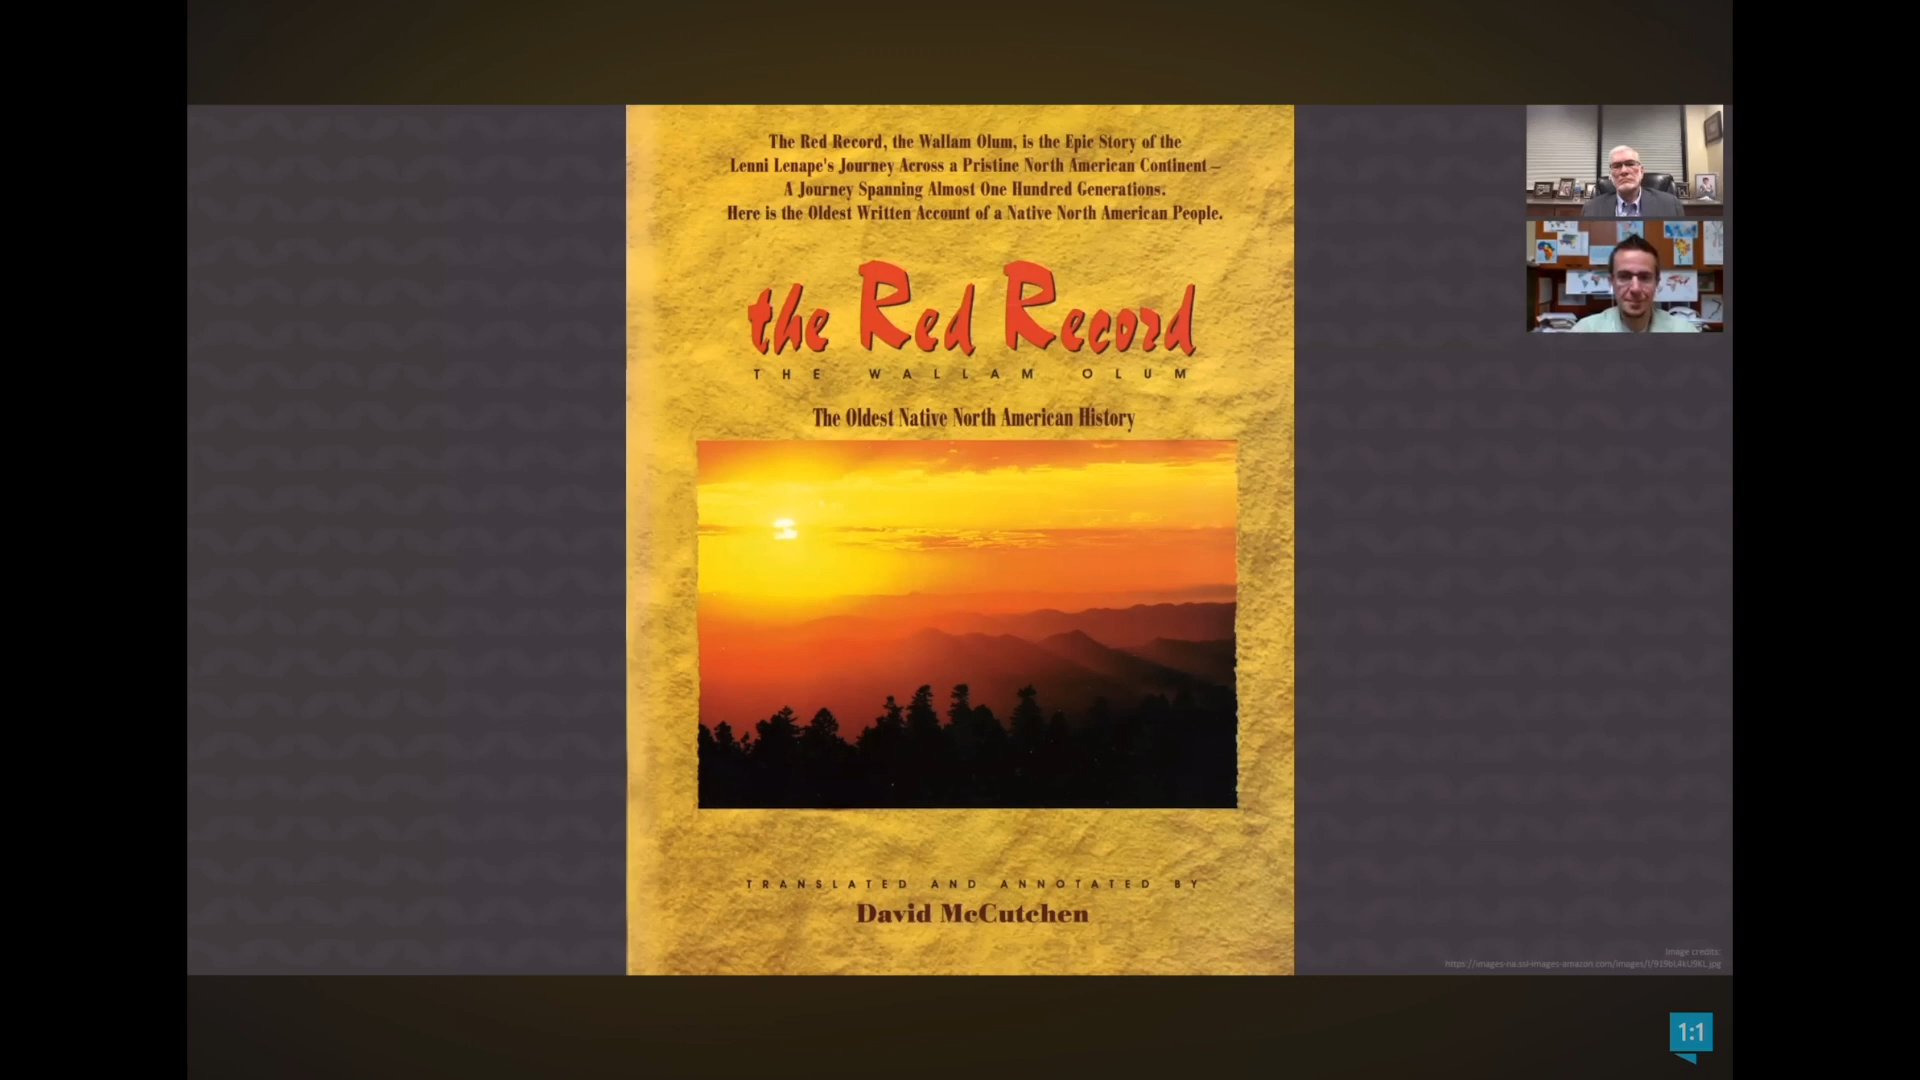 The Red Record, the Wallam Olum, is the Epic Story of the
Lenni Lenape's Journey Across a Pristine North American Continent –
A Journey Spanning Almost One Hundred Generations.
Here is the Oldest Written Account of a Native North American People.
the Red Record
THE WALLAM OLUM
The Oldest Native North American History
TRANSLATED AND ANNOTATED BY
David McCutchen
Image credits:
1:1